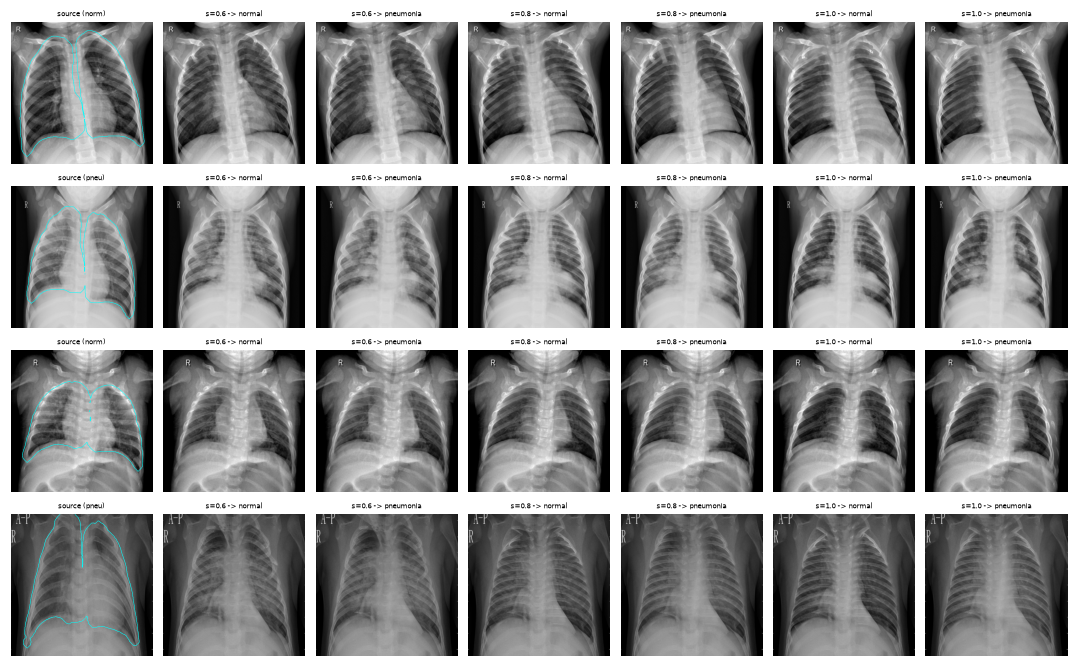 source (norm) s=0.6 -> normal s=0.6 -> pneumonia s=0.8 -> normal s=0.8 -> pneumonia s=1.0 -> normal s=1.0 -> pneumonia
R R R R R R R
source (pneu) s=0.6 -> normal s=0.6 -> pneumonia s=0.8 -> normal s=0.8 -> pneumonia s=1.0 -> normal s=1.0 -> pneumonia
R R R R R R R
source (norm) s=0.6 -> normal s=0.6 -> pneumonia s=0.8 -> normal s=0.8 -> pneumonia s=1.0 -> normal s=1.0 -> pneumonia
R R R R R R R
source (pneu) s=0.6 -> normal s=0.6 -> pneumonia s=0.8 -> normal s=0.8 -> pneumonia s=1.0 -> normal s=1.0 -> pneumonia
A-P A-P A-P A-P A-P A-P A-P
R R R R R R R